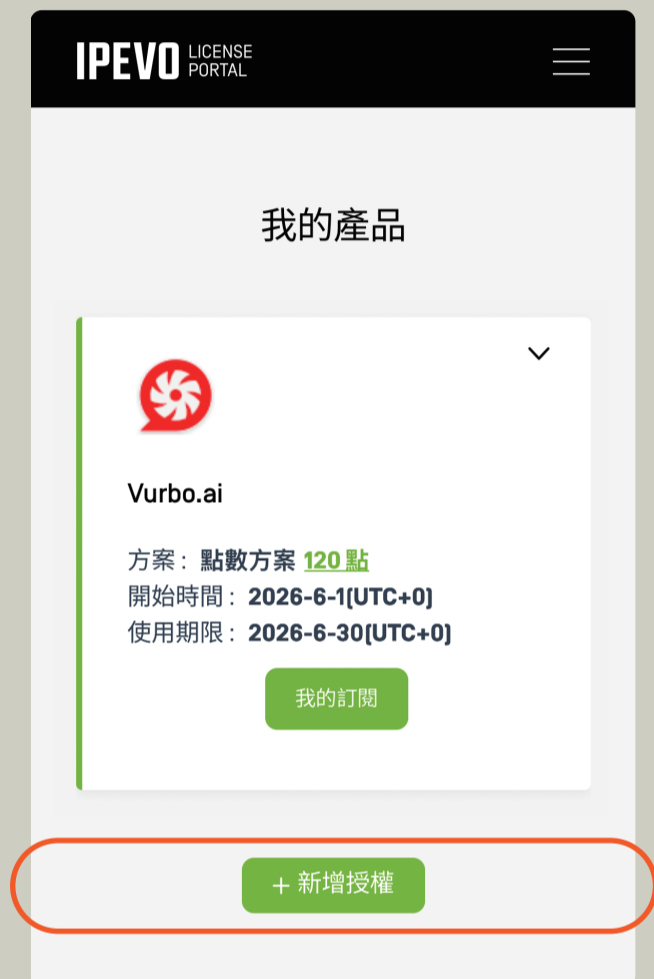 IPEVO LICENSE PORTAL
我的產品
Vurbo.ai
方案： 點數方案 120 點
開始時間： 2026-6-1(UTC+0)
使用期限： 2026-6-30(UTC+0)
我的訂閱
+ 新增授權